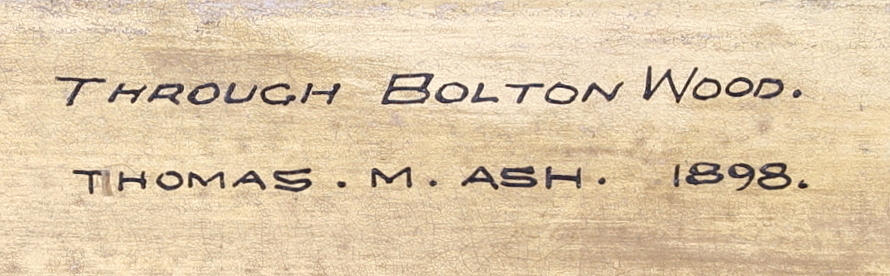 THROUGH BOLTON WOOD.
THOMAS . M . ASH . 1898.